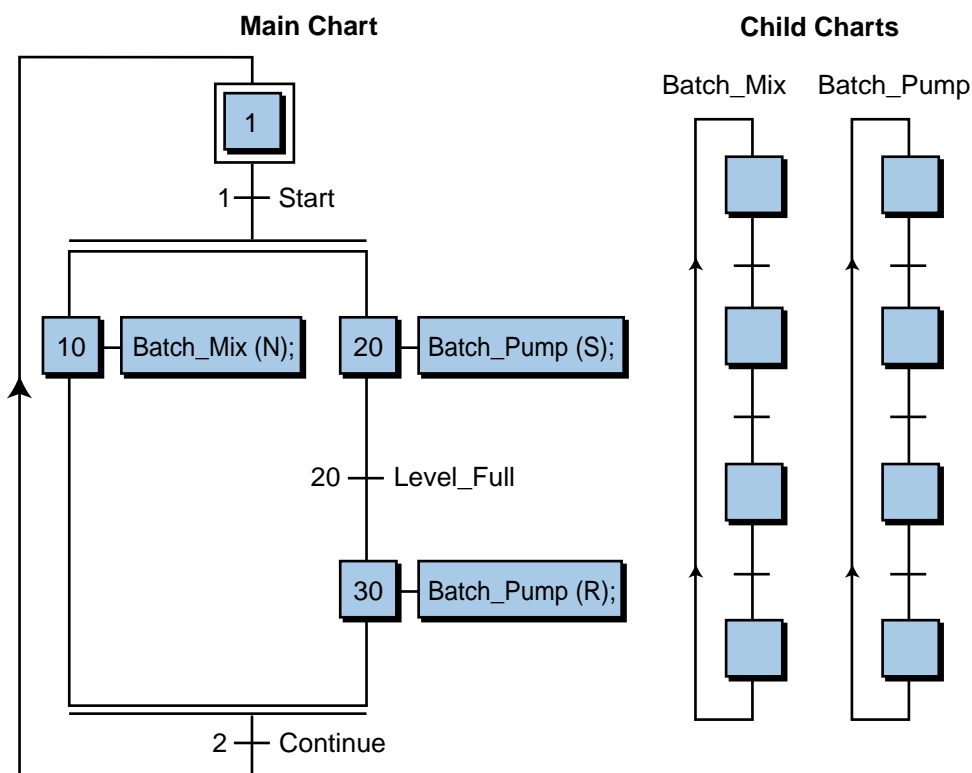 Main Chart
Child Charts
Batch_Mix
Batch_Pump
1
1 Start
10 Batch_Mix (N);
20 Batch_Pump (S);
20 Level_Full
30 Batch_Pump (R);
2 Continue